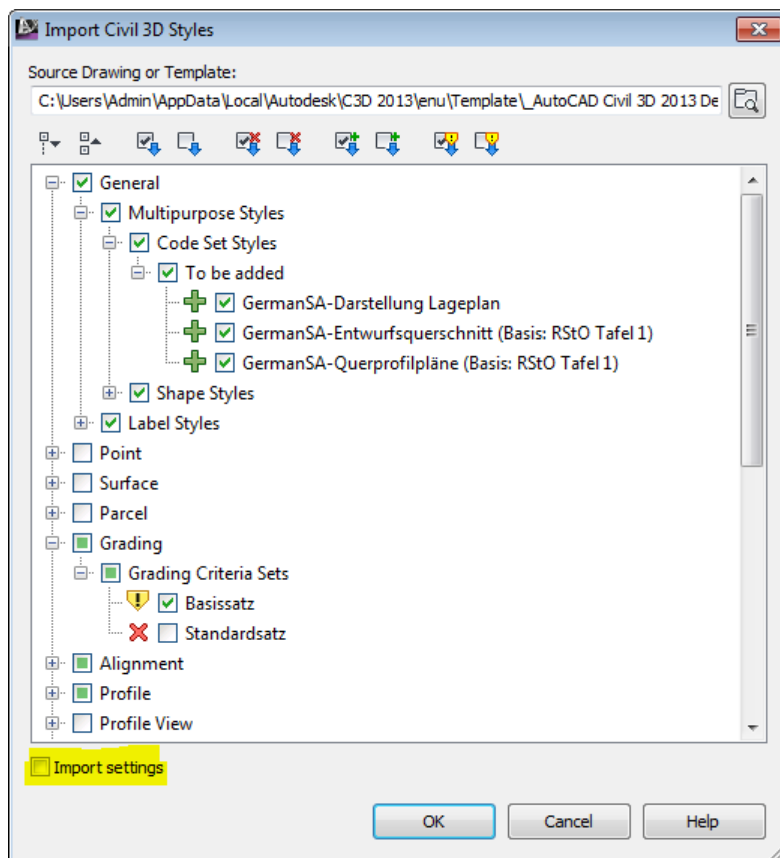 Import Civil 3D Styles
Source Drawing or Template:
C:\Users\Admin\AppData\Local\Autodesk\C3D 2013\enu\Template\_AutoCAD Civil 3D 2013 De
General
Multipurpose Styles
Code Set Styles
To be added
GermanSA-Darstellung Lageplan
GermanSA-Entwurfsquerschnitt (Basis: RStO Tafel 1)
GermanSA-Querprofilpläne (Basis: RStO Tafel 1)
Shape Styles
Label Styles
Point
Surface
Parcel
Grading
Grading Criteria Sets
Basissatz
Standardsatz
Alignment
Profile
Profile View
Import settings
OK Cancel Help